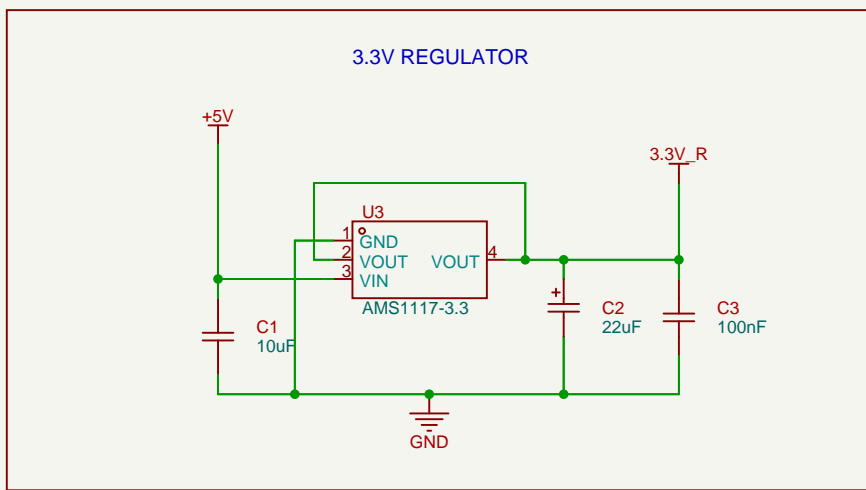 3.3V REGULATOR
+5V
3.3V_R
U3
1 GND
2 VOUT VOUT 4
3 VIN
AMS1117-3.3
+
C1
10uF
C2
22uF
C3
100nF
GND